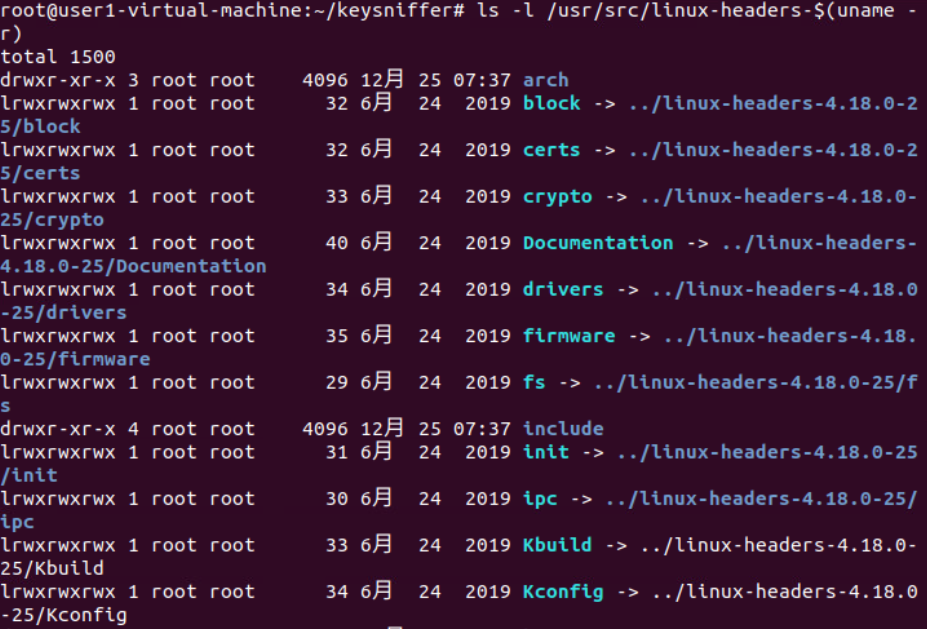 root@user1-virtual-machine:~/keysniffer# ls -l /usr/src/linux-headers-$(uname -
r)
total 1500
drwxr-xr-x 3 root root    4096 12月 25 07:37 arch
lrwxrwxrwx 1 root root      32 6月  24  2019 block -> ../linux-headers-4.18.0-2
5/block
lrwxrwxrwx 1 root root      32 6月  24  2019 certs -> ../linux-headers-4.18.0-2
5/certs
lrwxrwxrwx 1 root root      33 6月  24  2019 crypto -> ../linux-headers-4.18.0-
25/crypto
lrwxrwxrwx 1 root root      40 6月  24  2019 Documentation -> ../linux-headers-
4.18.0-25/Documentation
lrwxrwxrwx 1 root root      34 6月  24  2019 drivers -> ../linux-headers-4.18.0
-25/drivers
lrwxrwxrwx 1 root root      35 6月  24  2019 firmware -> ../linux-headers-4.18.
0-25/firmware
lrwxrwxrwx 1 root root      29 6月  24  2019 fs -> ../linux-headers-4.18.0-25/f
s
drwxr-xr-x 4 root root    4096 12月 25 07:37 include
lrwxrwxrwx 1 root root      31 6月  24  2019 init -> ../linux-headers-4.18.0-25
/init
lrwxrwxrwx 1 root root      30 6月  24  2019 ipc -> ../linux-headers-4.18.0-25/
ipc
lrwxrwxrwx 1 root root      33 6月  24  2019 Kbuild -> ../linux-headers-4.18.0-
25/Kbuild
lrwxrwxrwx 1 root root      34 6月  24  2019 Kconfig -> ../linux-headers-4.18.0
-25/Kconfig